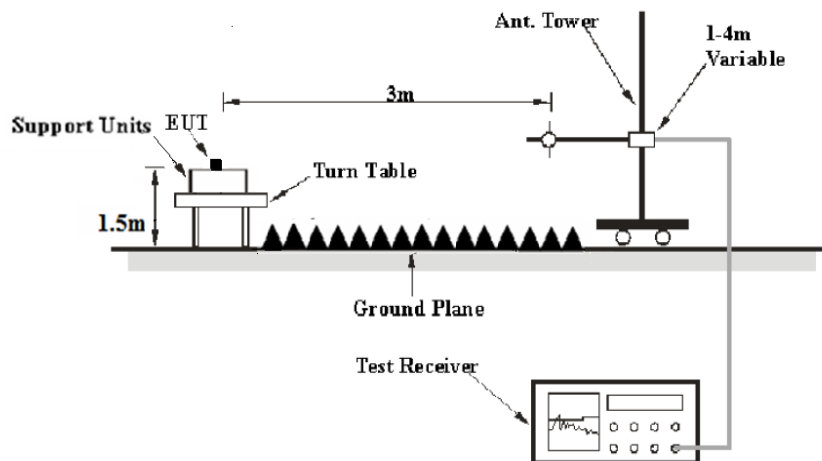 Ant. Tower
1-4m
Variable
3m
Support Units
EUT
Turn Table
1.5m
Ground Plane
Test Receiver